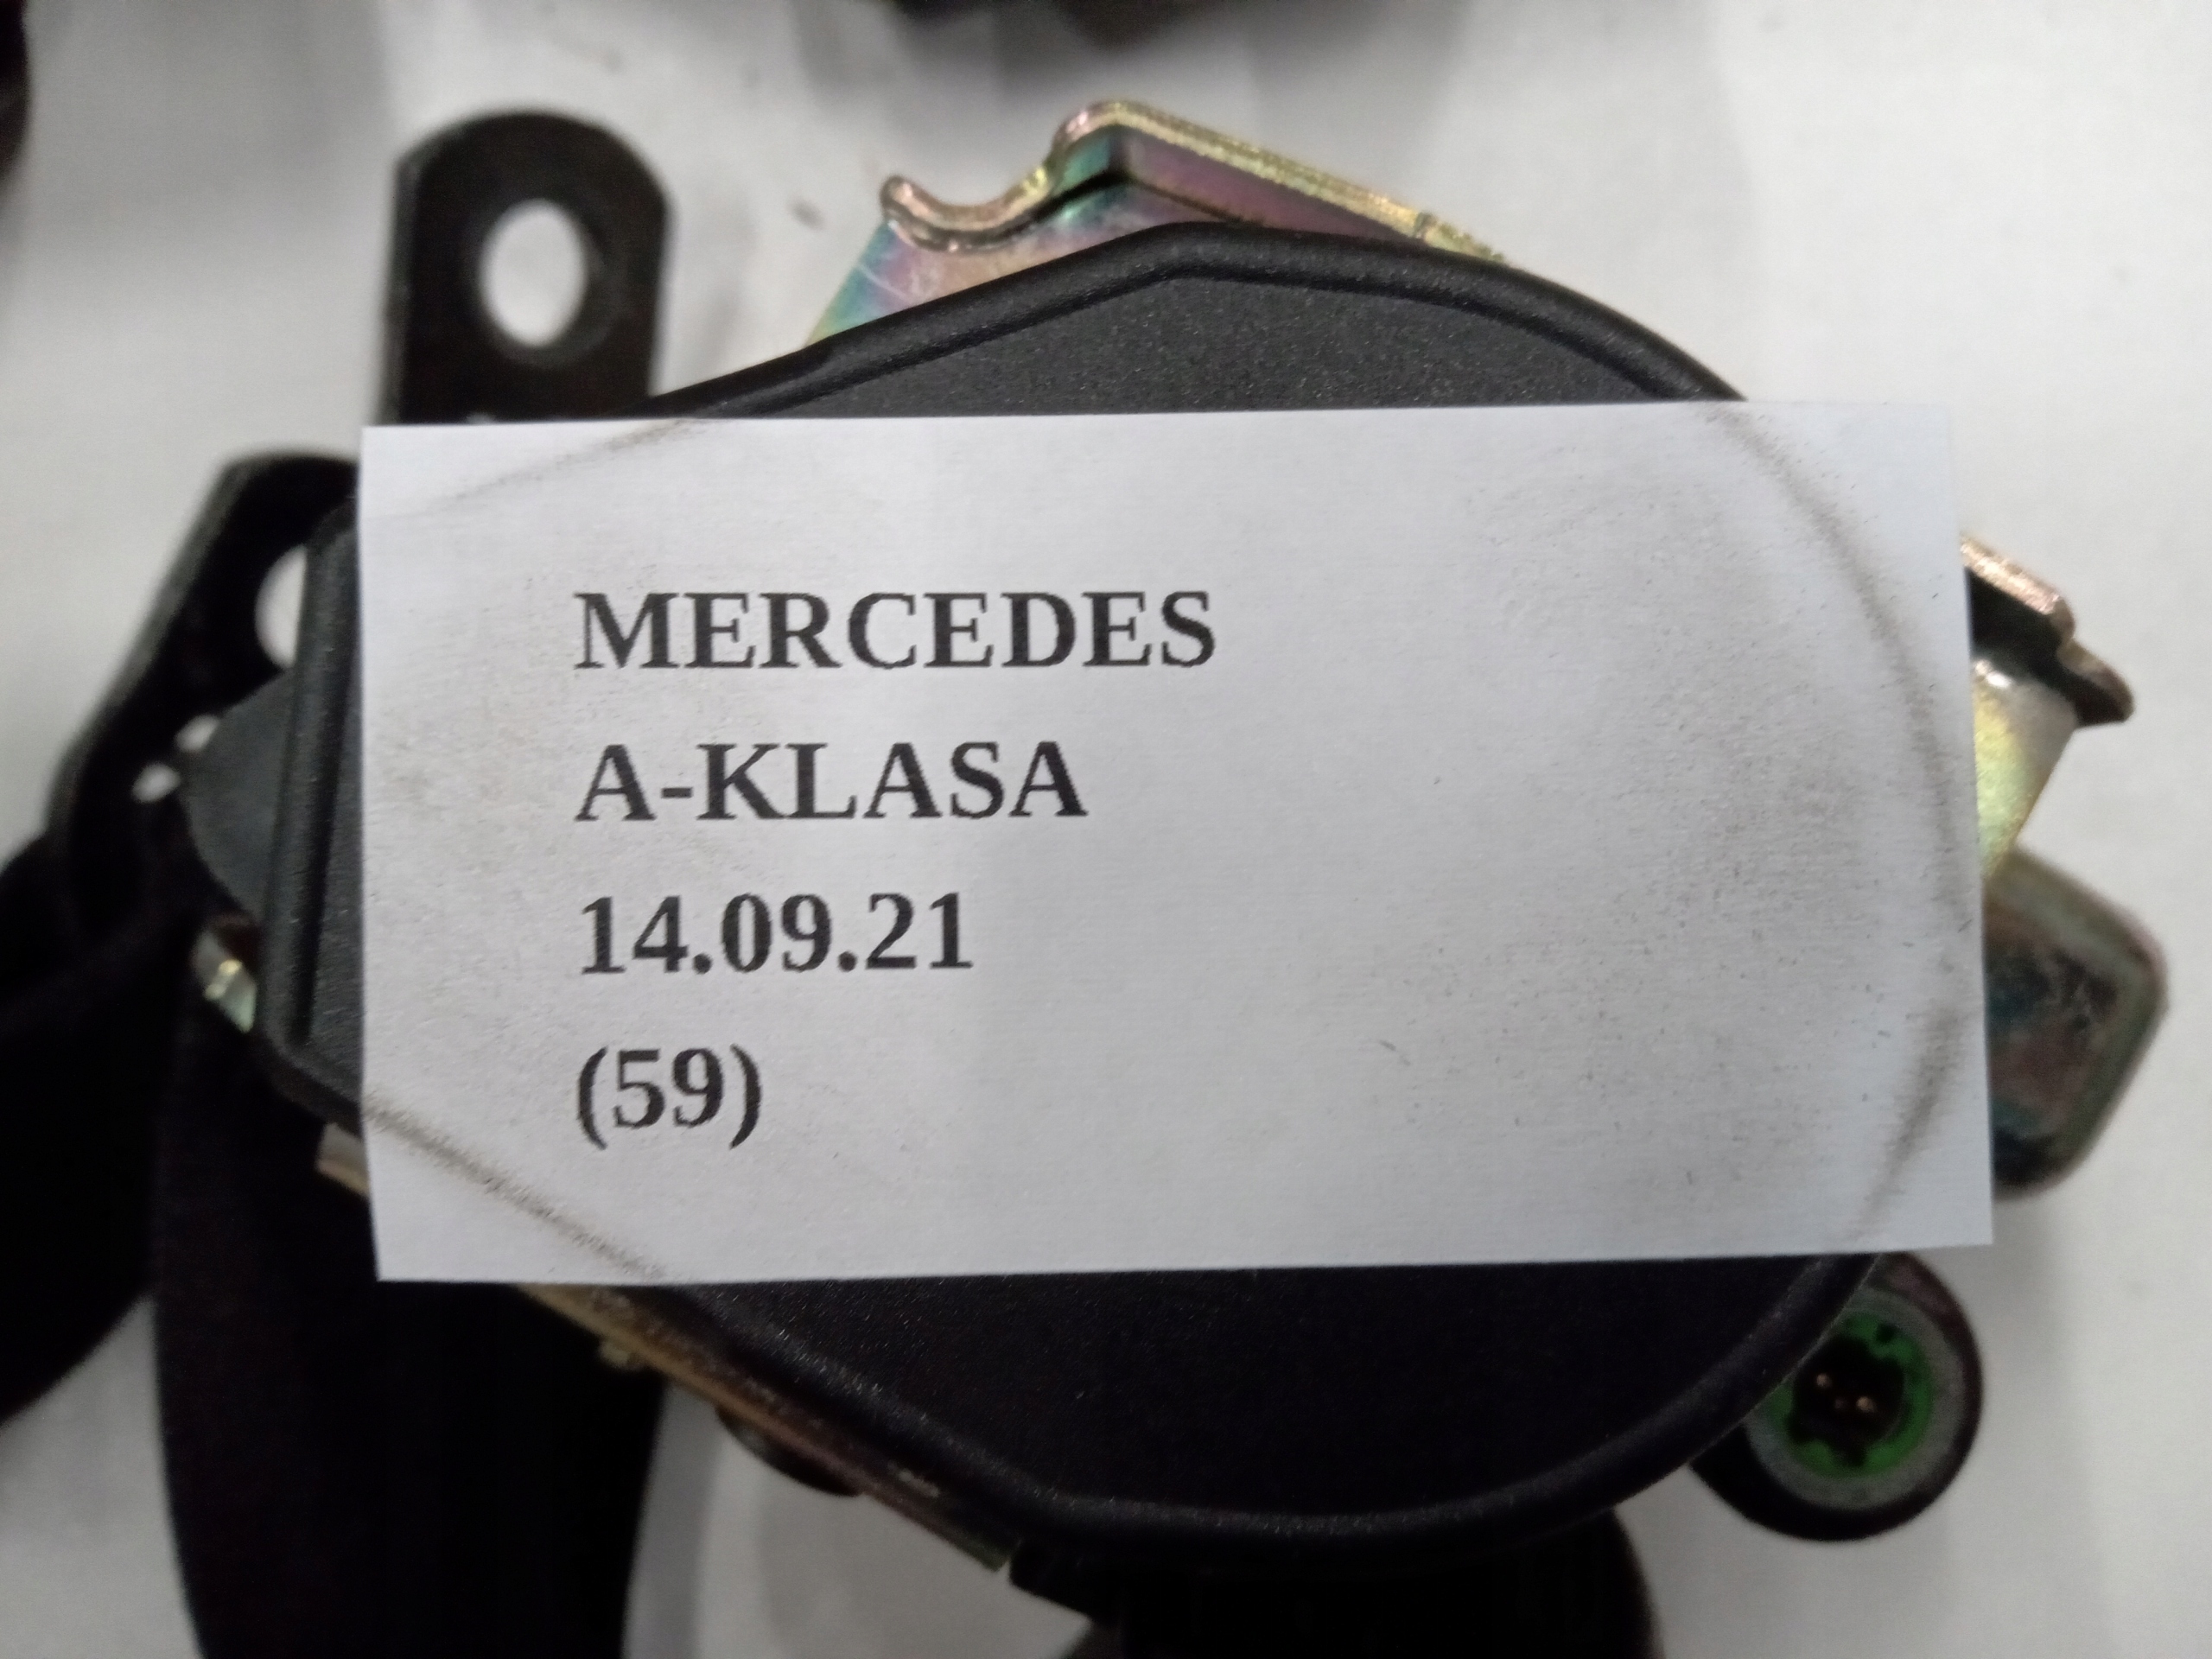 MERCEDES
A-KLASA
14.09.21
(59)